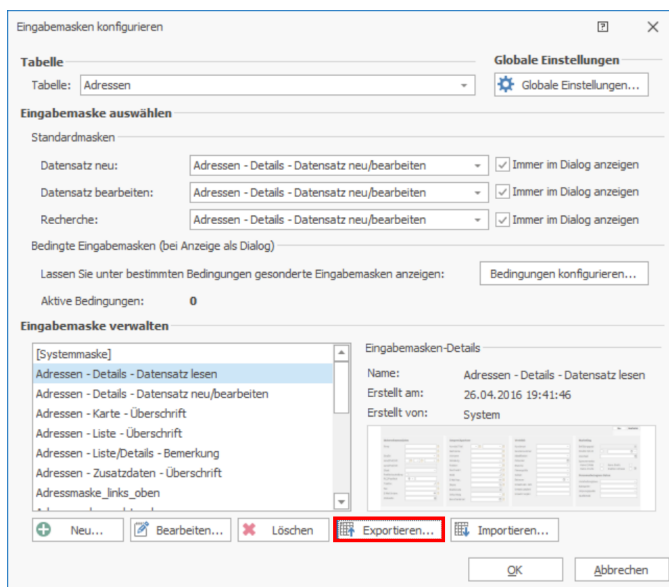 Eingabemasken konfigurieren
Tabelle
Globale Einstellungen
Tabelle: Adressen
Globale Einstellungen...
Eingabemaske auswählen
Standardmasken
Datensatz neu: Adressen - Details - Datensatz neu/bearbeiten Immer im Dialog anzeigen
Datensatz bearbeiten: Adressen - Details - Datensatz neu/bearbeiten Immer im Dialog anzeigen
Recherche: Adressen - Details - Datensatz neu/bearbeiten Immer im Dialog anzeigen
Bedingte Eingabemasken (bei Anzeige als Dialog)
Lassen Sie unter bestimmten Bedingungen gesonderte Eingabemasken anzeigen: Bedingungen konfigurieren...
Aktive Bedingungen: 0
Eingabemaske verwalten
[Systemmaske]
Adressen - Details - Datensatz lesen
Adressen - Details - Datensatz neu/bearbeiten
Adressen - Karte - Überschrift
Adressen - Liste - Überschrift
Adressen - Liste/Details - Bemerkung
Adressen - Zusatzdaten - Überschrift
Adressmaske_links_oben
Eingabemasken-Details
Name: Adressen - Details - Datensatz lesen
Erstellt am: 26.04.2016 19:41:46
Erstellt von: System
Neu... Bearbeiten... Löschen Exportieren... Importieren...
OK Abbrechen